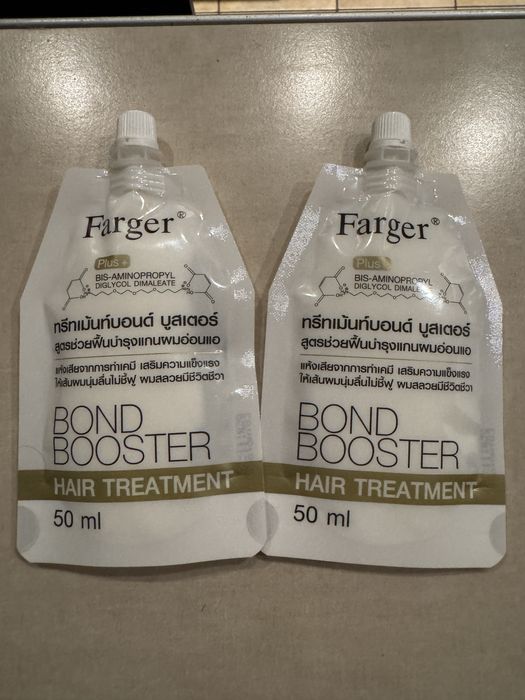 Farger®
Plus +
BIS-AMINOPROPYL
DIGLYCOL DIMALEATE
ทรีทเม้นท์บอนด์ บูสเตอร์
สูตรช่วยฟื้นบำรุงแกนผมอ่อนแอ
แห้งเสียจากการทำเคมี เสริมความแข็งแรง
ให้เส้นผมนุ่มลื่นไม่ชี้ฟู ผมสลวยมีชีวิตชีวา
BOND
BOOSTER
HAIR TREATMENT
50 ml
Farger®
Plus
BIS-AMINOPROPYL
DIGLYCOL DIMALEATE
ทรีทเม้นท์บอนด์ บูสเตอร์
สูตรช่วยฟื้นบำรุงแกนผมอ่อนแอ
แห้งเสียจากการทำเคมี เสริมความแข็งแรง
ให้เส้นผมนุ่มลื่นไม่ชี้ฟู ผมสลวยมีชีวิตชีวา
BOND
BOOSTER
HAIR TREATMENT
50 ml